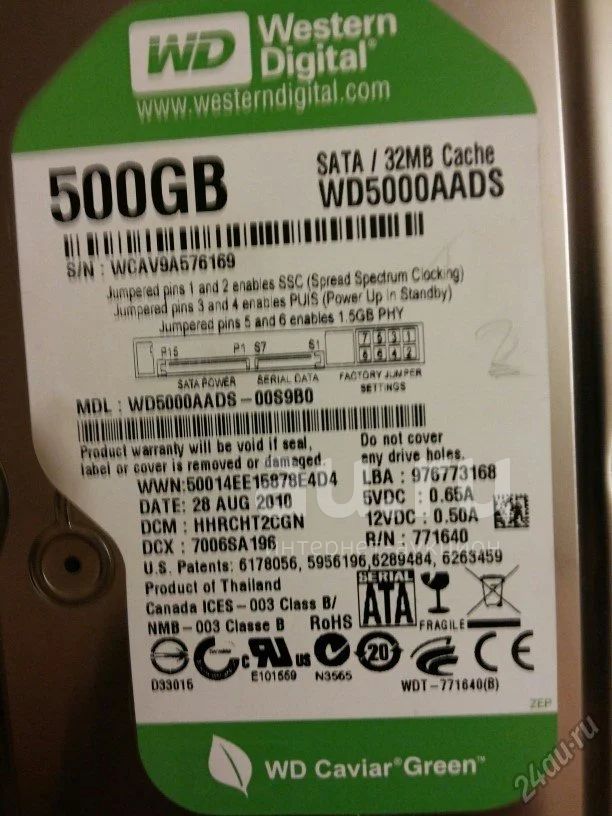 WD Western Digital®
www.westerndigital.com
500GB
SATA / 32MB Cache
WD5000AADS
S/N : WCAV9A576169
Jumpered pins 1 and 2 enables SSC (Spread Spectrum Clocking)
Jumpered pins 3 and 4 enables PUIS (Power Up in Standby)
Jumpered pins 5 and 6 enables 1.5GB PHY
P15 P1 S7 S1 7 5 3 1
8 6 4 2
SATA POWER SERIAL DATA FACTORY JUMPER
SETTINGS
2
MDL : WD5000AADS-00S9B0
Product warranty will be void if seal,
label or cover is removed or damaged.
Do not cover
any drive holes.
WWN:50014EE15878E4D4
LBA : 976773168
DATE: 28 AUG 2010
5VDC : 0.65A
DCM : HHRCHT2CGN
12VDC : 0.50A
DCX : 7006SA196
R/N : 771640
U.S. Patents: 6178056, 5956196,6289484, 6263459
Product of Thailand
Canada ICES-003 Class B/
NMB-003 Classe B RoHS
SERIAL
ATA
FRAGILE
20
c UL us
CE
D33015 E101559 N3565 WDT-771640(B)
ZEP
WD Caiar®Green™
24au.ru